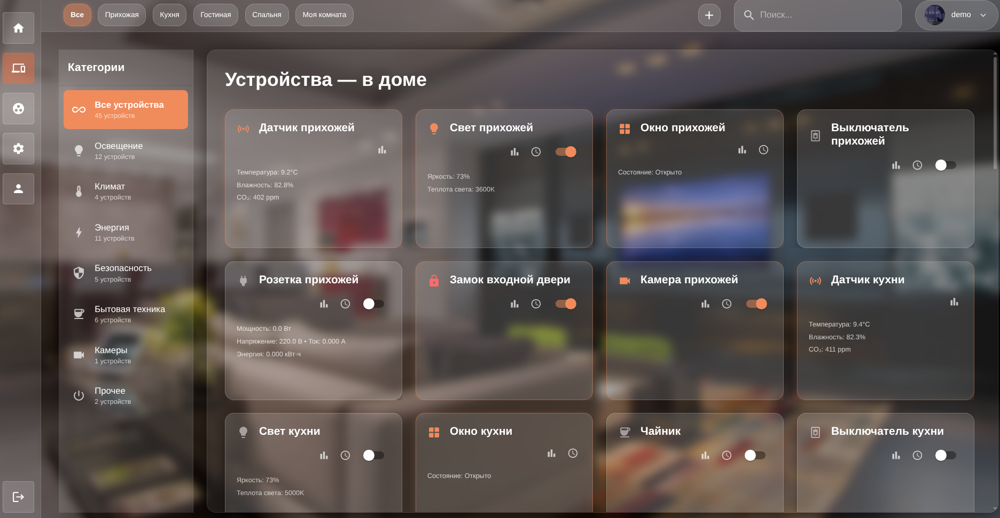 Все
Прихожая
Кухня
Гостиная
Спальня
Моя комната
Поиск...
demo
Категории
Все устройства
45 устройств
Освещение
12 устройств
Климат
4 устройств
Энергия
11 устройств
Безопасность
5 устройств
Бытовая техника
6 устройств
Камеры
1 устройств
Прочее
2 устройств
Устройства — в доме
Датчик прихожей
Температура: 9.2°C
Влажность: 82.8%
CO₂: 402 ppm
Свет прихожей
Яркость: 73%
Теплота света: 3600K
Окно прихожей
Состояние: Открыто
Выключатель
прихожей
Розетка прихожей
Мощность: 0.0 Вт
Напряжение: 220.0 В • Ток: 0.000 А
Энергия: 0.000 кВт·ч
Замок входной двери
Камера прихожей
Датчик кухни
Температура: 9.4°C
Влажность: 82.3%
CO₂: 411 ppm
Свет кухни
Яркость: 73%
Теплота света: 5000K
Окно кухни
Состояние: Открыто
Чайник
Выключатель кухни